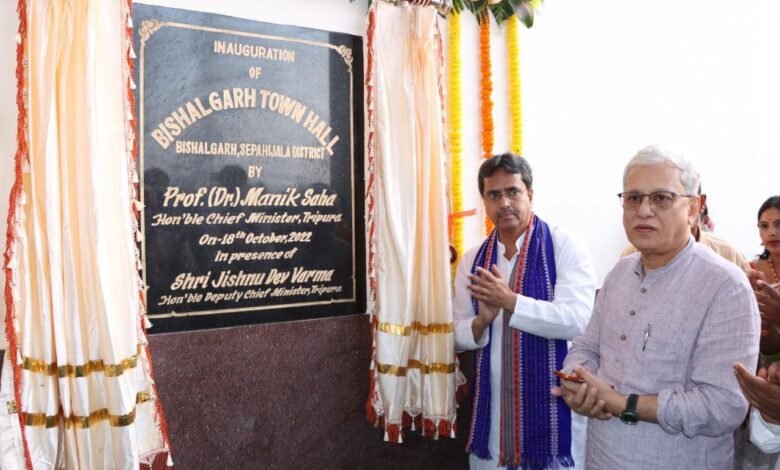 INAUGURATION
OF
BISHALGARH TOWN HALL
BISHALGARH, SEPAHIJALA DISTRICT
BY
Prof. (Dr.) Manik Saha
Hon'ble Chief Minister, Tripura
On-18th October, 2022
In presence of
Shri Jishnu Dev Varma
Hon'ble Deputy Chief Minister, Tripura